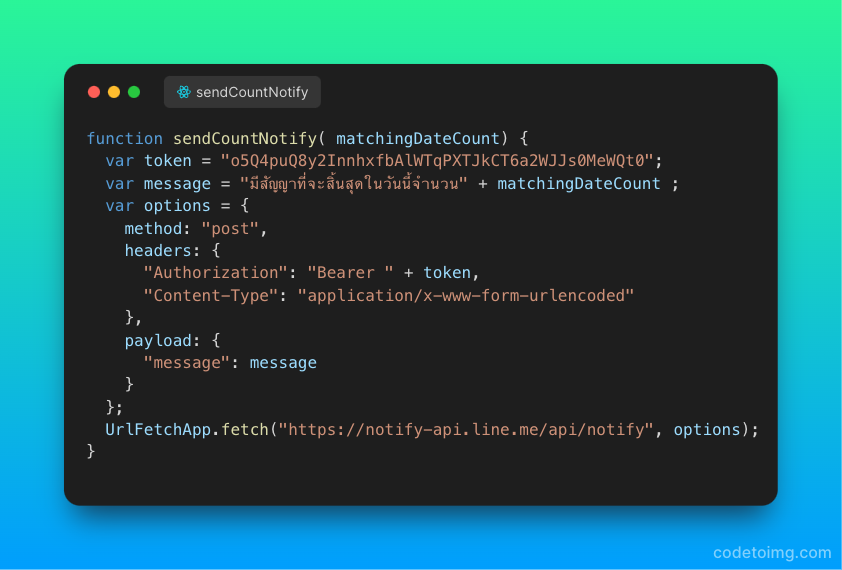 sendCountNotify
function sendCountNotify( matchingDateCount) {
  var token = "o5Q4puQ8y2InnhxfbAlWTqPXTJkCT6a2WJJs0MeWQt0";
  var message = "มีสัญญาที่จะสิ้นสุดในวันนี้จำนวน" + matchingDateCount ;
  var options = {
    method: "post",
    headers: {
      "Authorization": "Bearer " + token,
      "Content-Type": "application/x-www-form-urlencoded"
    },
    payload: {
      "message": message
    }
  };
  UrlFetchApp.fetch("https://notify-api.line.me/api/notify", options);
}
codetoimg.com